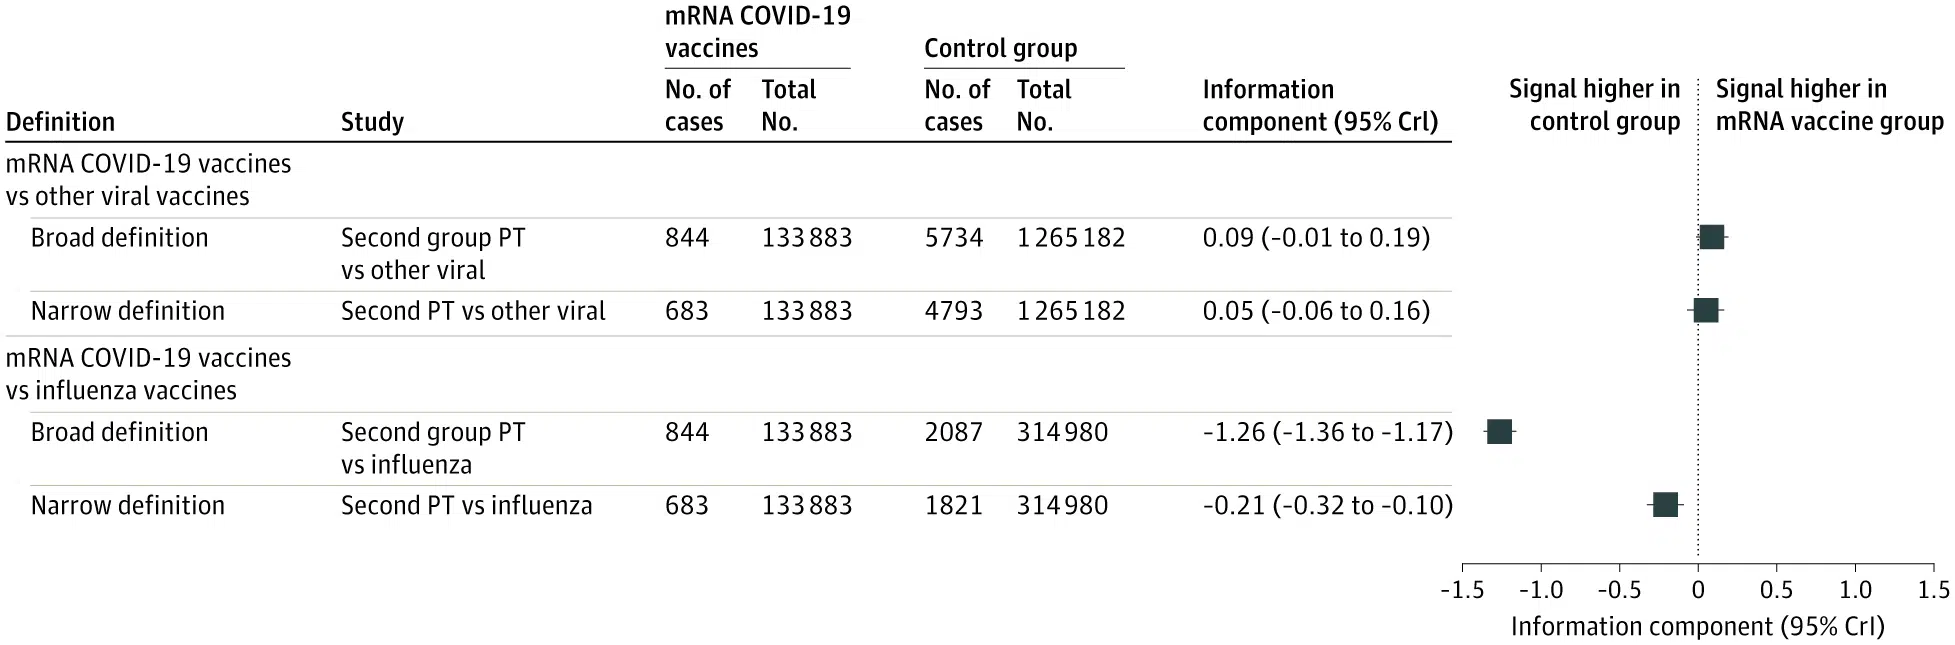 mRNA COVID-19
vaccines
Control group
No. of Total No. of Total Information Signal higher in Signal higher in
Definition Study cases No. cases No. component (95% CrI) control group mRNA vaccine group
mRNA COVID-19 vaccines
vs other viral vaccines
Broad definition Second group PT 844 133 883 5734 1 265 182 0.09 (-0.01 to 0.19)
vs other viral
Narrow definition Second PT vs other viral 683 133 883 4793 1 265 182 0.05 (-0.06 to 0.16)
mRNA COVID-19 vaccines
vs influenza vaccines
Broad definition Second group PT 844 133 883 2087 314 980 -1.26 (-1.36 to -1.17)
vs influenza
Narrow definition Second PT vs influenza 683 133 883 1821 314 980 -0.21 (-0.32 to -0.10)
-1.5 -1.0 -0.5 0 0.5 1.0 1.5
Information component (95% CrI)